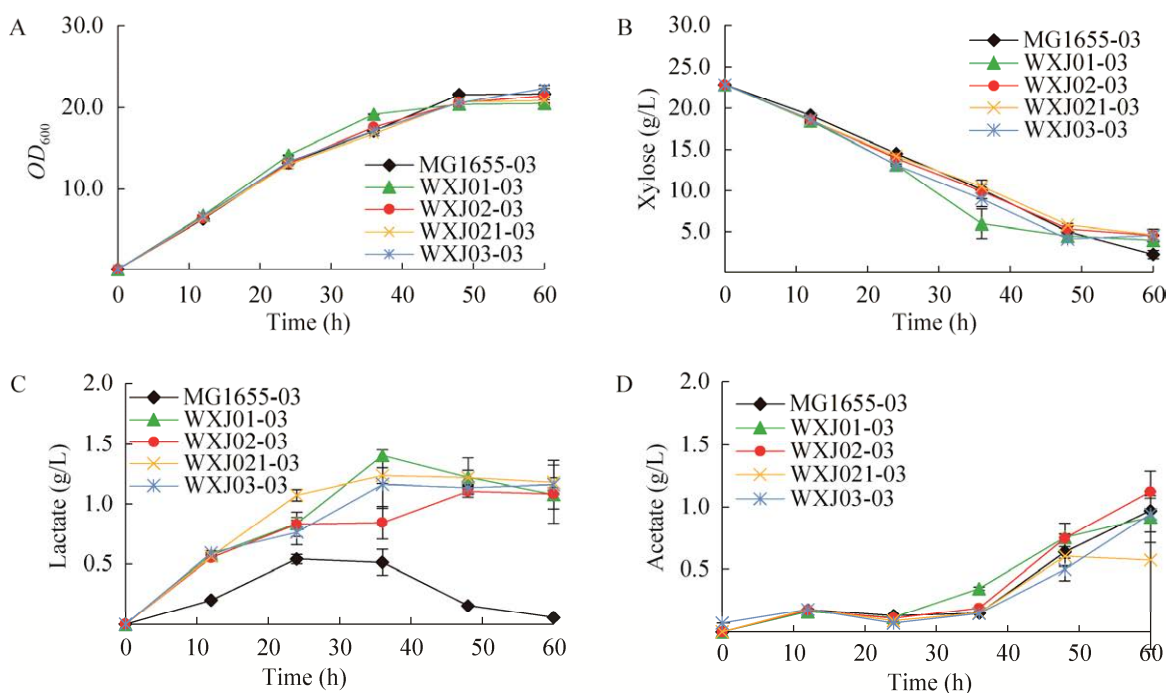 A
30.0
20.0
10.0
OD600
0 10 20 30 40 50 60
Time (h)
MG1655-03
WXJ01-03
WXJ02-03
WXJ021-03
WXJ03-03
B
30.0
25.0
20.0
15.0
10.0
5.0
Xylose (g/L)
0 10 20 30 40 50 60
Time (h)
MG1655-03
WXJ01-03
WXJ02-03
WXJ021-03
WXJ03-03
C
2.0
1.5
1.0
0.5
Lactate (g/L)
0 10 20 30 40 50 60
Time (h)
MG1655-03
WXJ01-03
WXJ02-03
WXJ021-03
WXJ03-03
D
2.0
1.5
1.0
0.5
Acetate (g/L)
0 10 20 30 40 50 60
Time (h)
MG1655-03
WXJ01-03
WXJ02-03
WXJ021-03
WXJ03-03